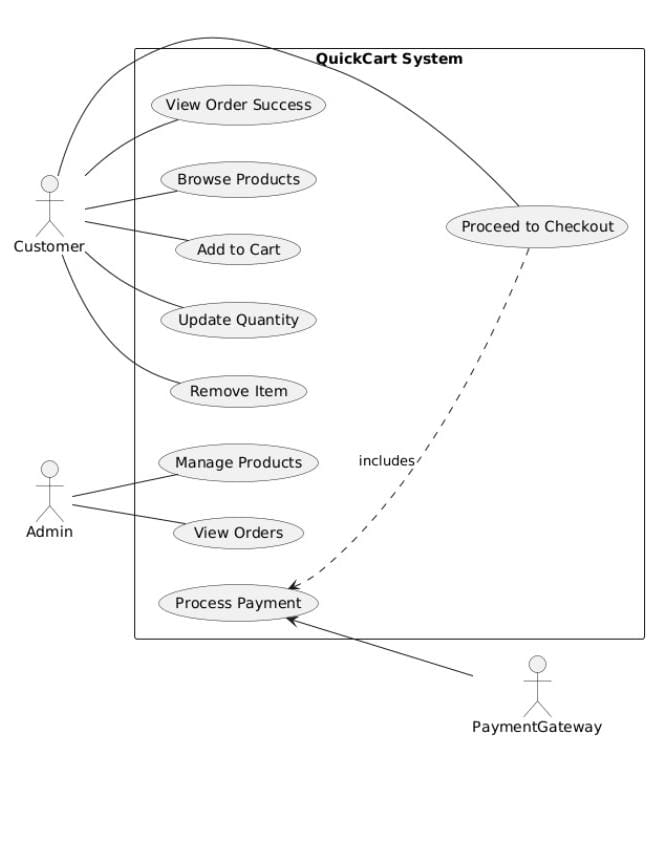 QuickCart System
View Order Success
Browse Products
Proceed to Checkout
Customer
Add to Cart
Update Quantity
Remove Item
Manage Products
includes
Admin
View Orders
Process Payment
PaymentGateway